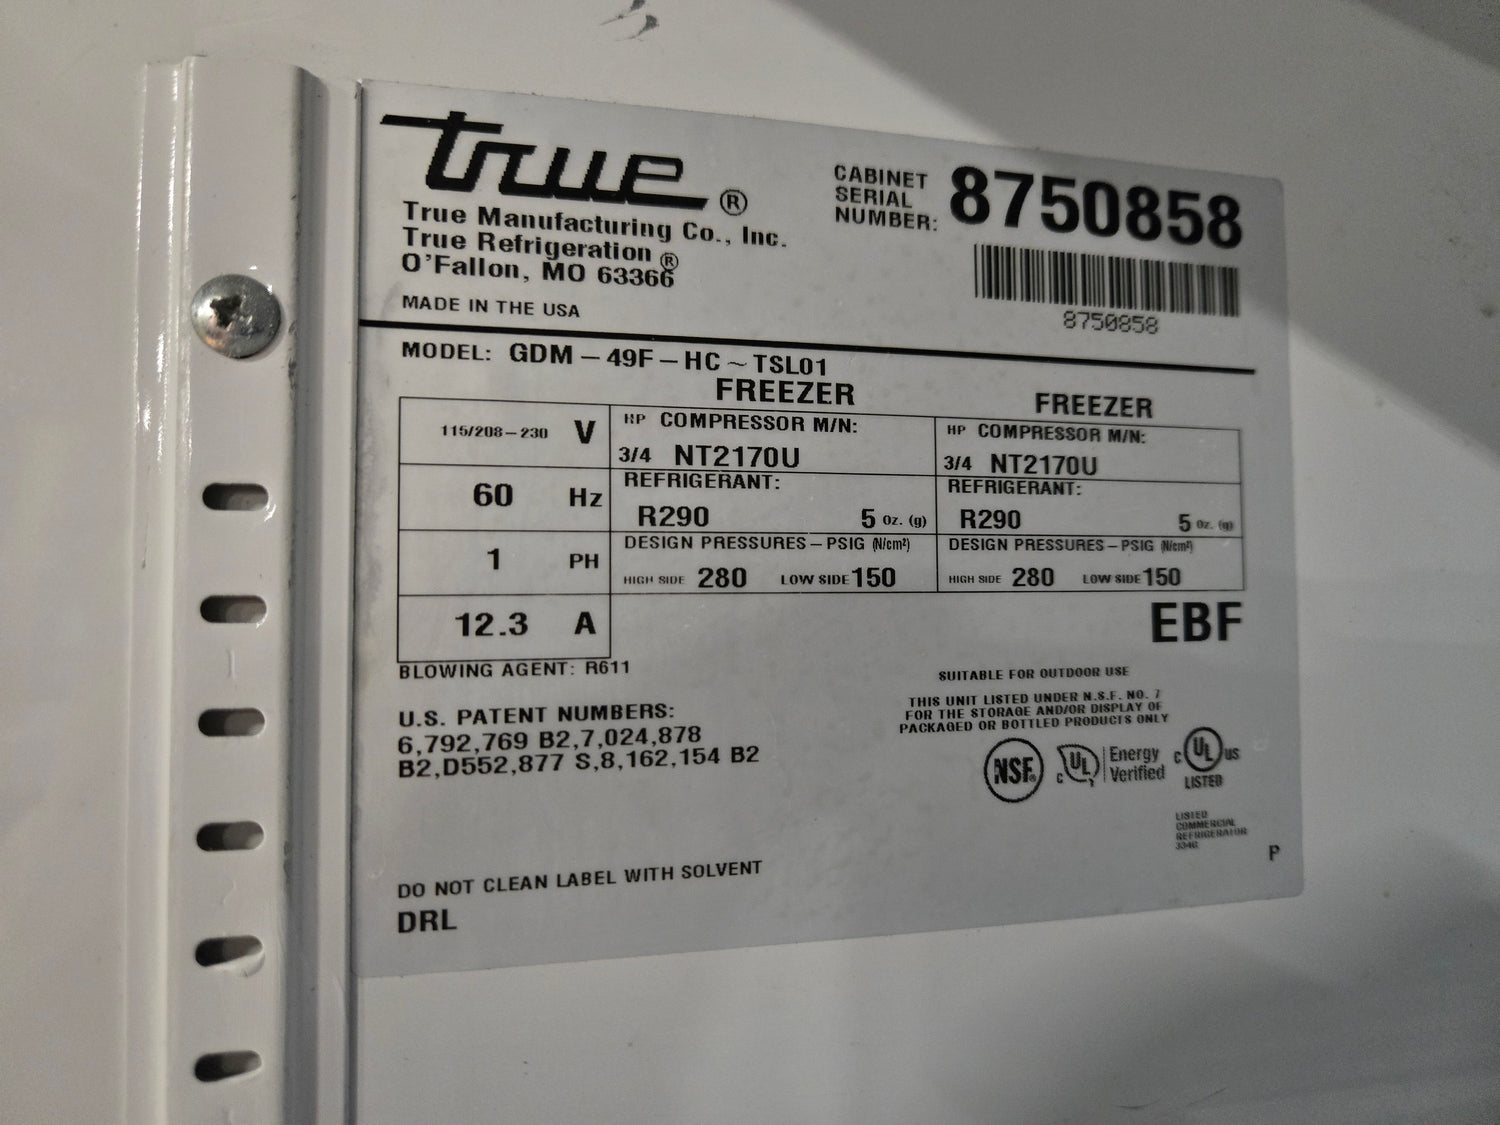 true ®
True Manufacturing Co., Inc.
True Refrigeration ®
O'Fallon, MO 63366
MADE IN THE USA
CABINET
SERIAL
NUMBER: 8750858
8750858
MODEL: GDM – 49F – HC ~ TSL01
FREEZER
FREEZER
115/208–230 V
60 Hz
1 PH
12.3 A
HP COMPRESSOR M/N:
3/4 NT2170U
REFRIGERANT:
R290 5 Oz. (g)
DESIGN PRESSURES – PSIG (N/cm²)
HIGH SIDE 280 LOW SIDE 150
HP COMPRESSOR M/N:
3/4 NT2170U
REFRIGERANT:
R290 5 Oz. (g)
DESIGN PRESSURES – PSIG (N/cm²)
HIGH SIDE 280 LOW SIDE 150
EBF
BLOWING AGENT: R611
U.S. PATENT NUMBERS:
6,792,769 B2,7,024,878
B2,D552,877 S,8,162,154 B2
SUITABLE FOR OUTDOOR USE
THIS UNIT LISTED UNDER N.S.F. NO. 7
FOR THE STORAGE AND/OR DISPLAY OF
PACKAGED OR BOTTLED PRODUCTS ONLY
NSF®
C UL Energy
Verified
C UL US
LISTED
LISTED
COMMERCIAL
REFRIGERATOR
334G
P
DO NOT CLEAN LABEL WITH SOLVENT
DRL